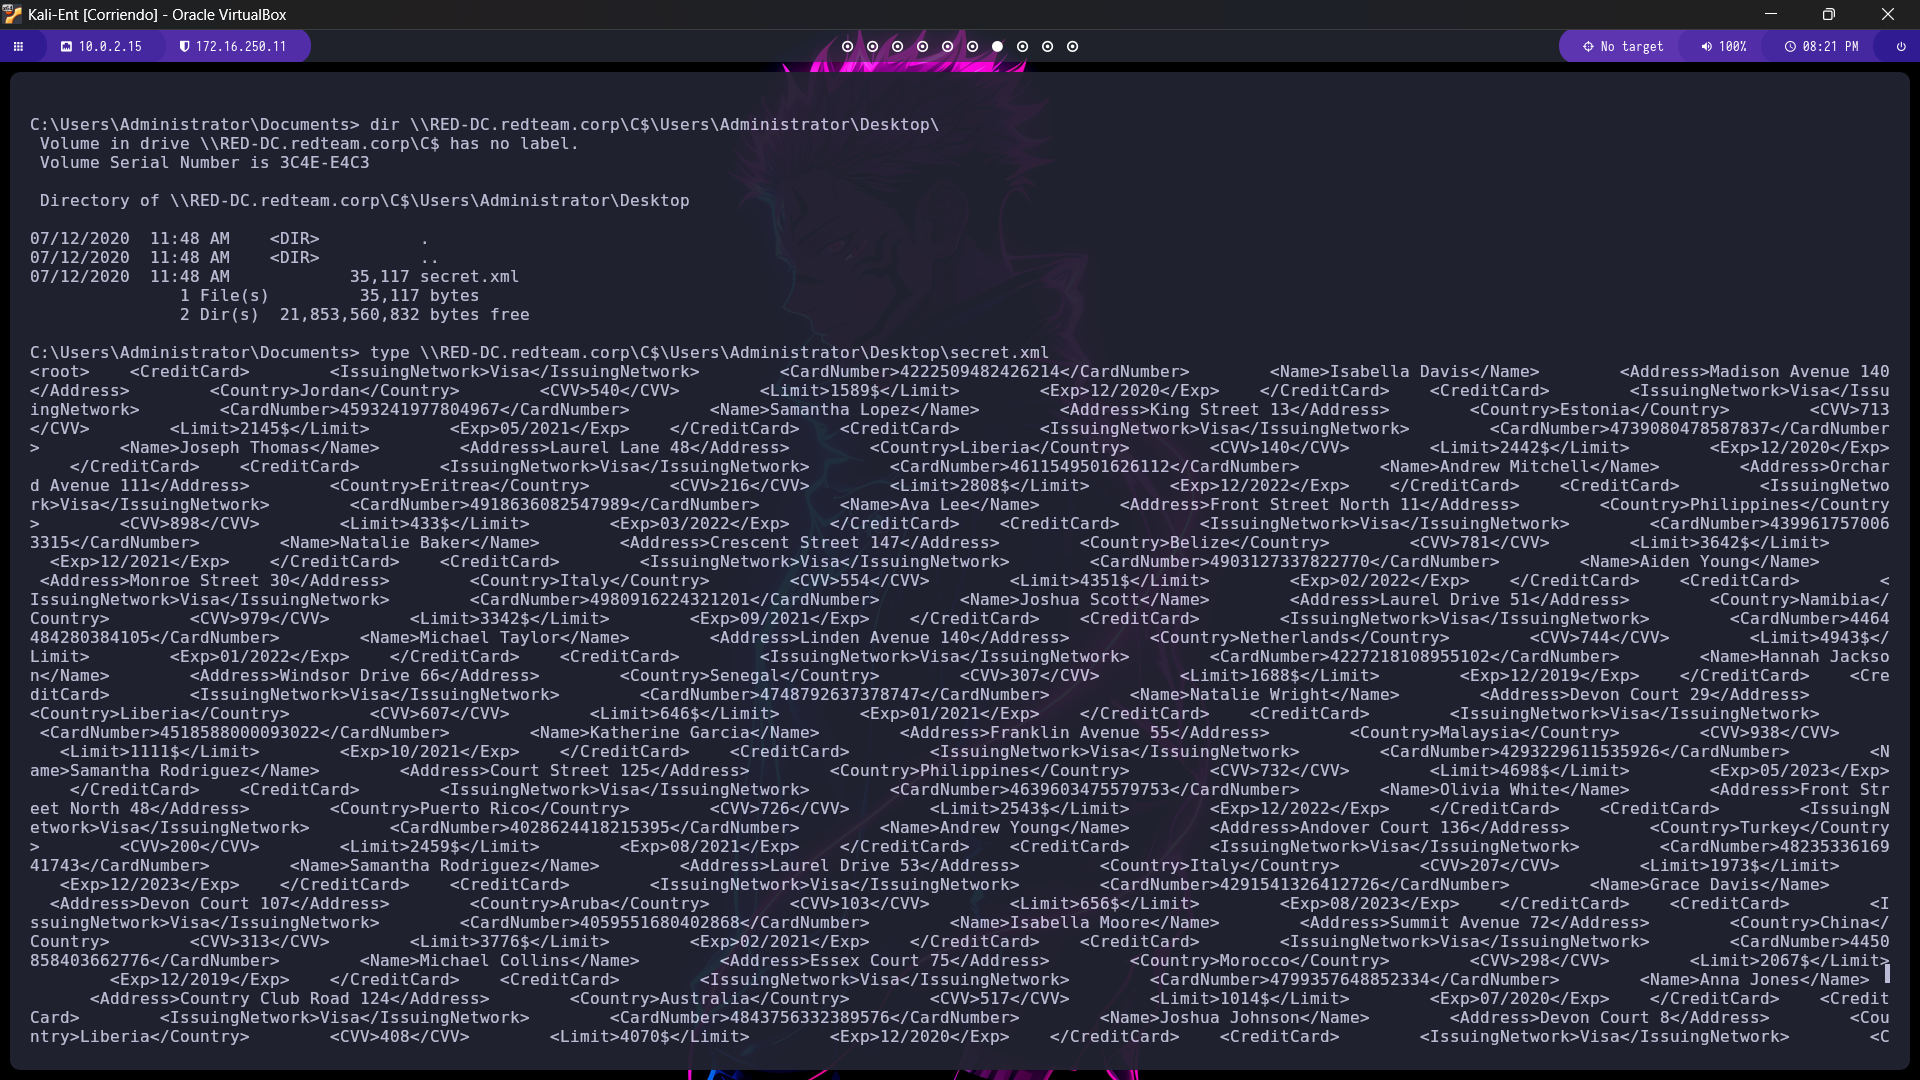 Kali-Ent [Corriendo] - Oracle VirtualBox
10.0.2.15 172.16.250.11 No target 100% 08:21 PM
C:\Users\Administrator\Documents> dir \\RED-DC.redteam.corp\C$\Users\Administrator\Desktop\
Volume in drive \\RED-DC.redteam.corp\C$ has no label.
Volume Serial Number is 3C4E-E4C3
Directory of \\RED-DC.redteam.corp\C$\Users\Administrator\Desktop
07/12/2020 11:48 AM <DIR> .
07/12/2020 11:48 AM <DIR> ..
07/12/2020 11:48 AM 35,117 secret.xml
1 File(s) 35,117 bytes
2 Dir(s) 21,853,560,832 bytes free
C:\Users\Administrator\Documents> type \\RED-DC.redteam.corp\C$\Users\Administrator\Desktop\secret.xml
<root> <CreditCard> <IssuingNetwork>Visa</IssuingNetwork> <CardNumber>4222509482426214</CardNumber> <Name>Isabella Davis</Name> <Address>Madison Avenue 140
</Address> <Country>Jordan</Country> <CVV>540</CVV> <Limit>1589$</Limit> <Exp>12/2020</Exp> </CreditCard> <CreditCard> <IssuingNetwork>Visa</Issu
ingNetwork> <CardNumber>4593241977804967</CardNumber> <Name>Samantha Lopez</Name> <Address>King Street 13</Address> <Country>Estonia</Country> <CVV>713
</CVV> <Limit>2145$</Limit> <Exp>05/2021</Exp> </CreditCard> <CreditCard> <IssuingNetwork>Visa</IssuingNetwork> <CardNumber>4739080478587837</CardNumber
> <Name>Joseph Thomas</Name> <Address>Laurel Lane 48</Address> <Country>Liberia</Country> <CVV>140</CVV> <Limit>2442$</Limit> <Exp>12/2020</Exp>
</CreditCard> <CreditCard> <IssuingNetwork>Visa</IssuingNetwork> <CardNumber>4611549501626112</CardNumber> <Name>Andrew Mitchell</Name> <Address>Orchar
d Avenue 111</Address> <Country>Eritrea</Country> <CVV>216</CVV> <Limit>2808$</Limit> <Exp>12/2022</Exp> </CreditCard> <CreditCard> <IssuingNetwo
rk>Visa</IssuingNetwork> <CardNumber>4918636082547989</CardNumber> <Name>Ava Lee</Name> <Address>Front Street North 11</Address> <Country>Philippines</Country
> <CVV>898</CVV> <Limit>433$</Limit> <Exp>03/2022</Exp> </CreditCard> <CreditCard> <IssuingNetwork>Visa</IssuingNetwork> <CardNumber>439961757006
3315</CardNumber> <Name>Natalie Baker</Name> <Address>Crescent Street 147</Address> <Country>Belize</Country> <CVV>781</CVV> <Limit>3642$</Limit>
<Exp>12/2021</Exp> </CreditCard> <CreditCard> <IssuingNetwork>Visa</IssuingNetwork> <CardNumber>4903127337822770</CardNumber> <Name>Aiden Young</Name>
<Address>Monroe Street 30</Address> <Country>Italy</Country> <CVV>554</CVV> <Limit>4351$</Limit> <Exp>02/2022</Exp> </CreditCard> <CreditCard> <
IssuingNetwork>Visa</IssuingNetwork> <CardNumber>4980916224321201</CardNumber> <Name>Joshua Scott</Name> <Address>Laurel Drive 51</Address> <Country>Namibia</
Country> <CVV>979</CVV> <Limit>3342$</Limit> <Exp>09/2021</Exp> </CreditCard> <CreditCard> <IssuingNetwork>Visa</IssuingNetwork> <CardNumber>4464
484280384105</CardNumber> <Name>Michael Taylor</Name> <Address>Linden Avenue 140</Address> <Country>Netherlands</Country> <CVV>744</CVV> <Limit>4943$</
Limit> <Exp>01/2022</Exp> </CreditCard> <CreditCard> <IssuingNetwork>Visa</IssuingNetwork> <CardNumber>4227218108955102</CardNumber> <Name>Hannah Jackso
n</Name> <Address>Windsor Drive 66</Address> <Country>Senegal</Country> <CVV>307</CVV> <Limit>1688$</Limit> <Exp>12/2019</Exp> </CreditCard> <Cre
ditCard> <IssuingNetwork>Visa</IssuingNetwork> <CardNumber>4748792637378747</CardNumber> <Name>Natalie Wright</Name> <Address>Devon Court 29</Address>
<Country>Liberia</Country> <CVV>607</CVV> <Limit>646$</Limit> <Exp>01/2021</Exp> </CreditCard> <CreditCard> <IssuingNetwork>Visa</IssuingNetwork>
<CardNumber>4518588000093022</CardNumber> <Name>Katherine Garcia</Name> <Address>Franklin Avenue 55</Address> <Country>Malaysia</Country> <CVV>938</CVV>
<Limit>1111$</Limit> <Exp>10/2021</Exp> </CreditCard> <CreditCard> <IssuingNetwork>Visa</IssuingNetwork> <CardNumber>4293229611535926</CardNumber> <N
ame>Samantha Rodriguez</Name> <Address>Court Street 125</Address> <Country>Philippines</Country> <CVV>732</CVV> <Limit>4698$</Limit> <Exp>05/2023</Exp>
</CreditCard> <CreditCard> <IssuingNetwork>Visa</IssuingNetwork> <CardNumber>4639603475579753</CardNumber> <Name>Olivia White</Name> <Address>Front Str
eet North 48</Address> <Country>Puerto Rico</Country> <CVV>726</CVV> <Limit>2543$</Limit> <Exp>12/2022</Exp> </CreditCard> <CreditCard> <IssuingN
etwork>Visa</IssuingNetwork> <CardNumber>4028624418215395</CardNumber> <Name>Andrew Young</Name> <Address>Andover Court 136</Address> <Country>Turkey</Country
> <CVV>200</CVV> <Limit>2459$</Limit> <Exp>08/2021</Exp> </CreditCard> <CreditCard> <IssuingNetwork>Visa</IssuingNetwork> <CardNumber>48235336169
41743</CardNumber> <Name>Samantha Rodriguez</Name> <Address>Laurel Drive 53</Address> <Country>Italy</Country> <CVV>207</CVV> <Limit>1973$</Limit>
<Exp>12/2023</Exp> </CreditCard> <CreditCard> <IssuingNetwork>Visa</IssuingNetwork> <CardNumber>4291541326412726</CardNumber> <Name>Grace Davis</Name>
<Address>Devon Court 107</Address> <Country>Aruba</Country> <CVV>103</CVV> <Limit>656$</Limit> <Exp>08/2023</Exp> </CreditCard> <CreditCard> <I
ssuingNetwork>Visa</IssuingNetwork> <CardNumber>4059551680402868</CardNumber> <Name>Isabella Moore</Name> <Address>Summit Avenue 72</Address> <Country>China</
Country> <CVV>313</CVV> <Limit>3776$</Limit> <Exp>02/2021</Exp> </CreditCard> <CreditCard> <IssuingNetwork>Visa</IssuingNetwork> <CardNumber>4450
858403662776</CardNumber> <Name>Michael Collins</Name> <Address>Essex Court 75</Address> <Country>Morocco</Country> <CVV>298</CVV> <Limit>2067$</Limit>
<Exp>12/2019</Exp> </CreditCard> <CreditCard> <IssuingNetwork>Visa</IssuingNetwork> <CardNumber>4799357648852334</CardNumber> <Name>Anna Jones</Name>
<Address>Country Club Road 124</Address> <Country>Australia</Country> <CVV>517</CVV> <Limit>1014$</Limit> <Exp>07/2020</Exp> </CreditCard> <Credit
Card> <IssuingNetwork>Visa</IssuingNetwork> <CardNumber>4843756332389576</CardNumber> <Name>Joshua Johnson</Name> <Address>Devon Court 8</Address> <Cou
ntry>Liberia</Country> <CVV>408</CVV> <Limit>4070$</Limit> <Exp>12/2020</Exp> </CreditCard> <CreditCard> <IssuingNetwork>Visa</IssuingNetwork> <C